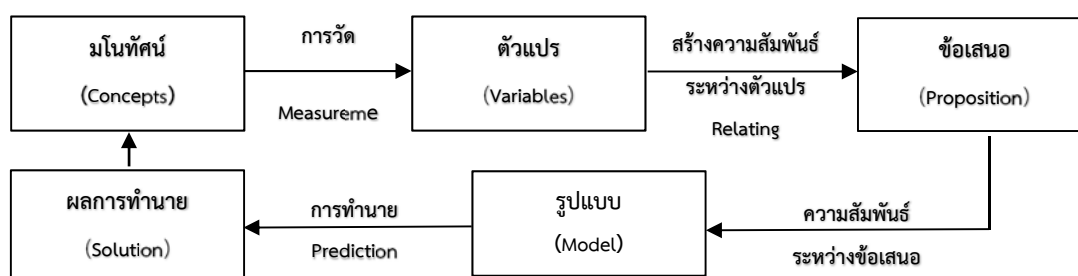 มโนทัศน์
(Concepts)
การวัด
Measureme
ตัวแปร
(Variables)
สร้างความสัมพันธ์
ระหว่างตัวแปร
Relating
ข้อเสนอ
(Proposition)
ผลการทำนาย
(Solution)
การทำนาย
Prediction
รูปแบบ
(Model)
ความสัมพันธ์
ระหว่างข้อเสนอ